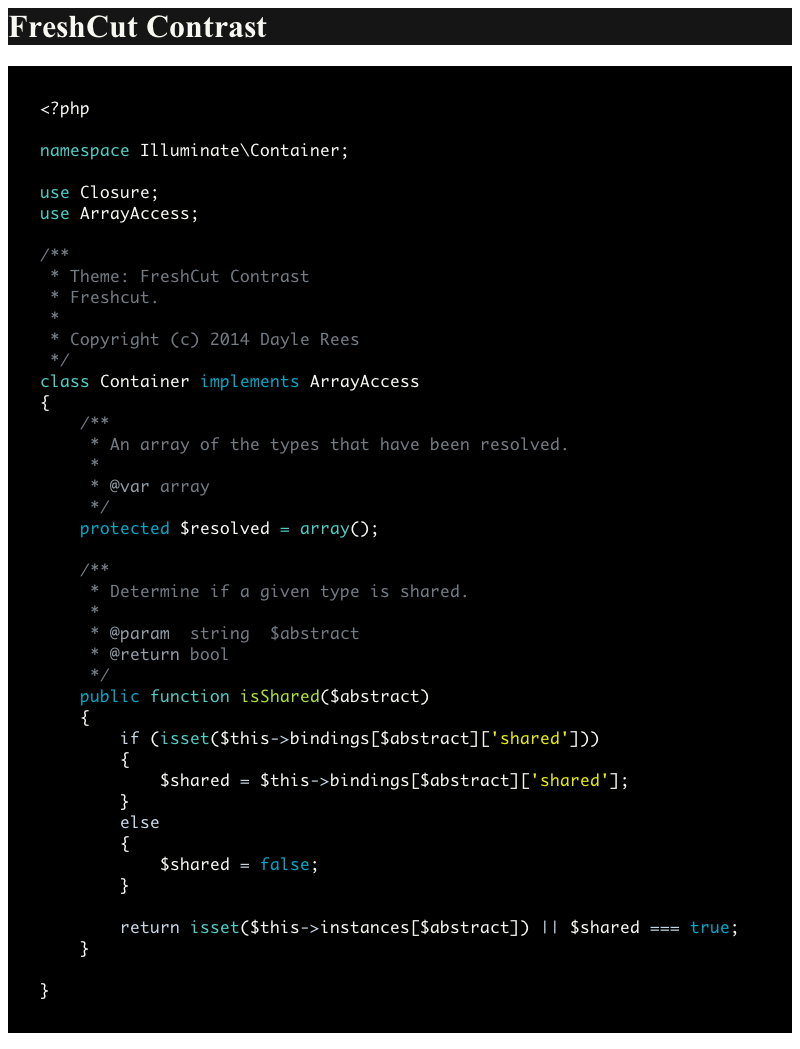 FreshCut Contrast
<?php
namespace Illuminate\Container;
use Closure;
use ArrayAccess;
/**
 * Theme: FreshCut Contrast
 * Freshcut.
 *
 * Copyright (c) 2014 Dayle Rees
 */
class Container implements ArrayAccess
{
    /**
     * An array of the types that have been resolved.
     *
     * @var array
     */
    protected $resolved = array();
    /**
     * Determine if a given type is shared.
     *
     * @param  string  $abstract
     * @return bool
     */
    public function isShared($abstract)
    {
        if (isset($this->bindings[$abstract]['shared']))
        {
            $shared = $this->bindings[$abstract]['shared'];
        }
        else
        {
            $shared = false;
        }
        return isset($this->instances[$abstract]) || $shared === true;
    }
}